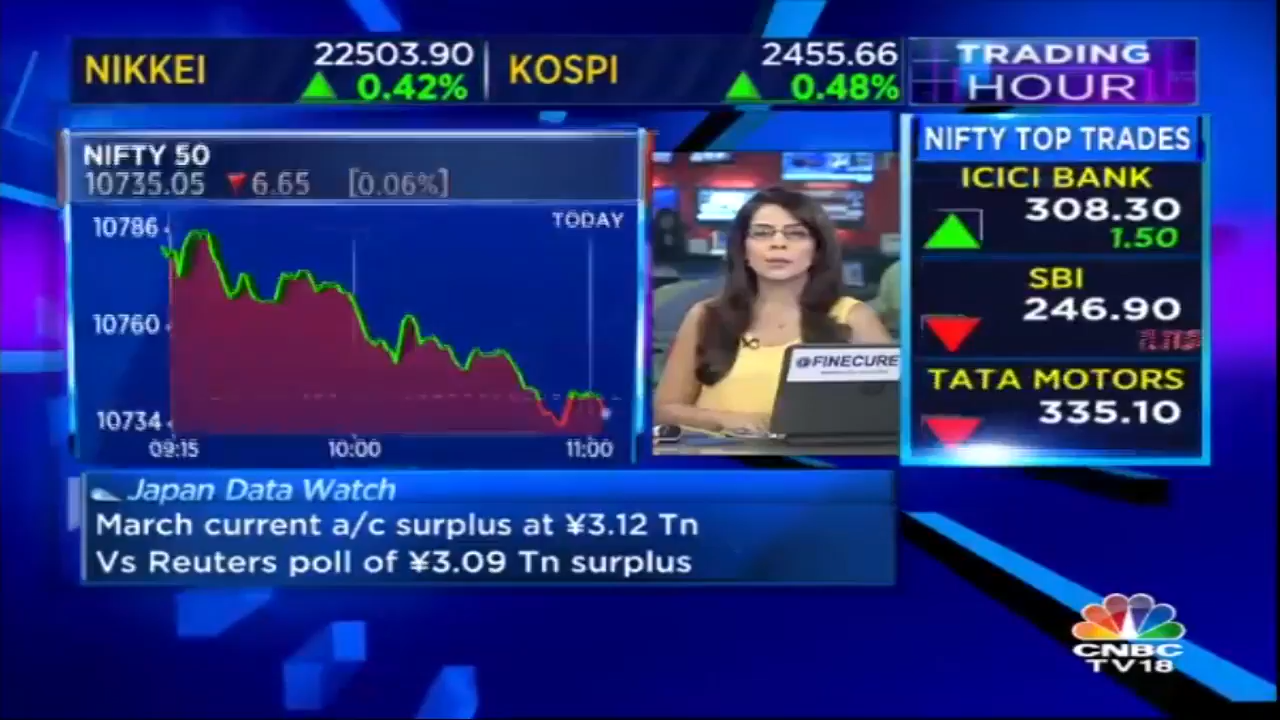 NIKKEI
22503.90
0.42%
KOSPI
2455.66
0.48%
TRADING
HOUR
NIFTY 50
10735.05 6.65 [0.06%]
TODAY
10786
10760
10734
09:15 10:00 11:00
@FINECURE
NIFTY TOP TRADES
ICICI BANK
308.30
1.50
SBI
246.90
TATA MOTORS
335.10
Japan Data Watch
March current a/c surplus at ¥3.12 Tn
Vs Reuters poll of ¥3.09 Tn surplus
CNBC
TV18